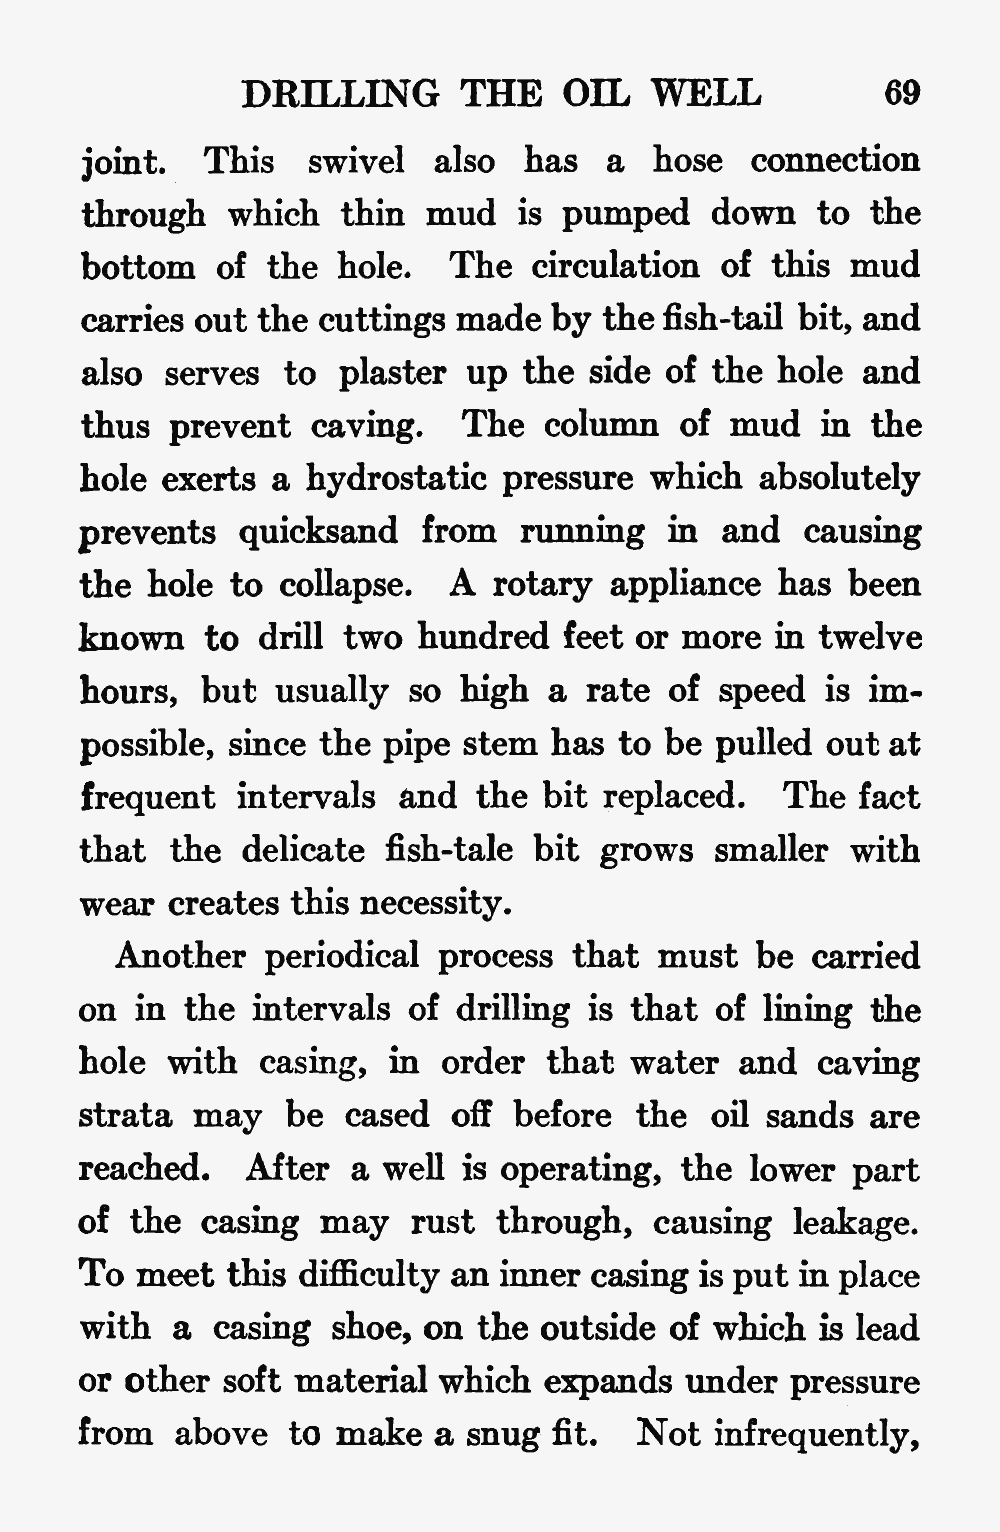 DRILLING THE OIL WELL 69
joint. This swivel also has a hose connection
through which thin mud is pumped down to the
bottom of the hole. The circulation of this mud
carries out the cuttings made by the fish-tail bit, and
also serves to plaster up the side of the hole and
thus prevent caving. The column of mud in the
hole exerts a hydrostatic pressure which absolutely
prevents quicksand from running in and causing
the hole to collapse. A rotary appliance has been
known to drill two hundred feet or more in twelve
hours, but usually so high a rate of speed is im-
possible, since the pipe stem has to be pulled out at
frequent intervals and the bit replaced. The fact
that the delicate fish-tale bit grows smaller with
wear creates this necessity.
Another periodical process that must be carried
on in the intervals of drilling is that of lining the
hole with casing, in order that water and caving
strata may be cased off before the oil sands are
reached. After a well is operating, the lower part
of the casing may rust through, causing leakage.
To meet this difficulty an inner casing is put in place
with a casing shoe, on the outside of which is lead
or other soft material which expands under pressure
from above to make a snug fit. Not infrequently,